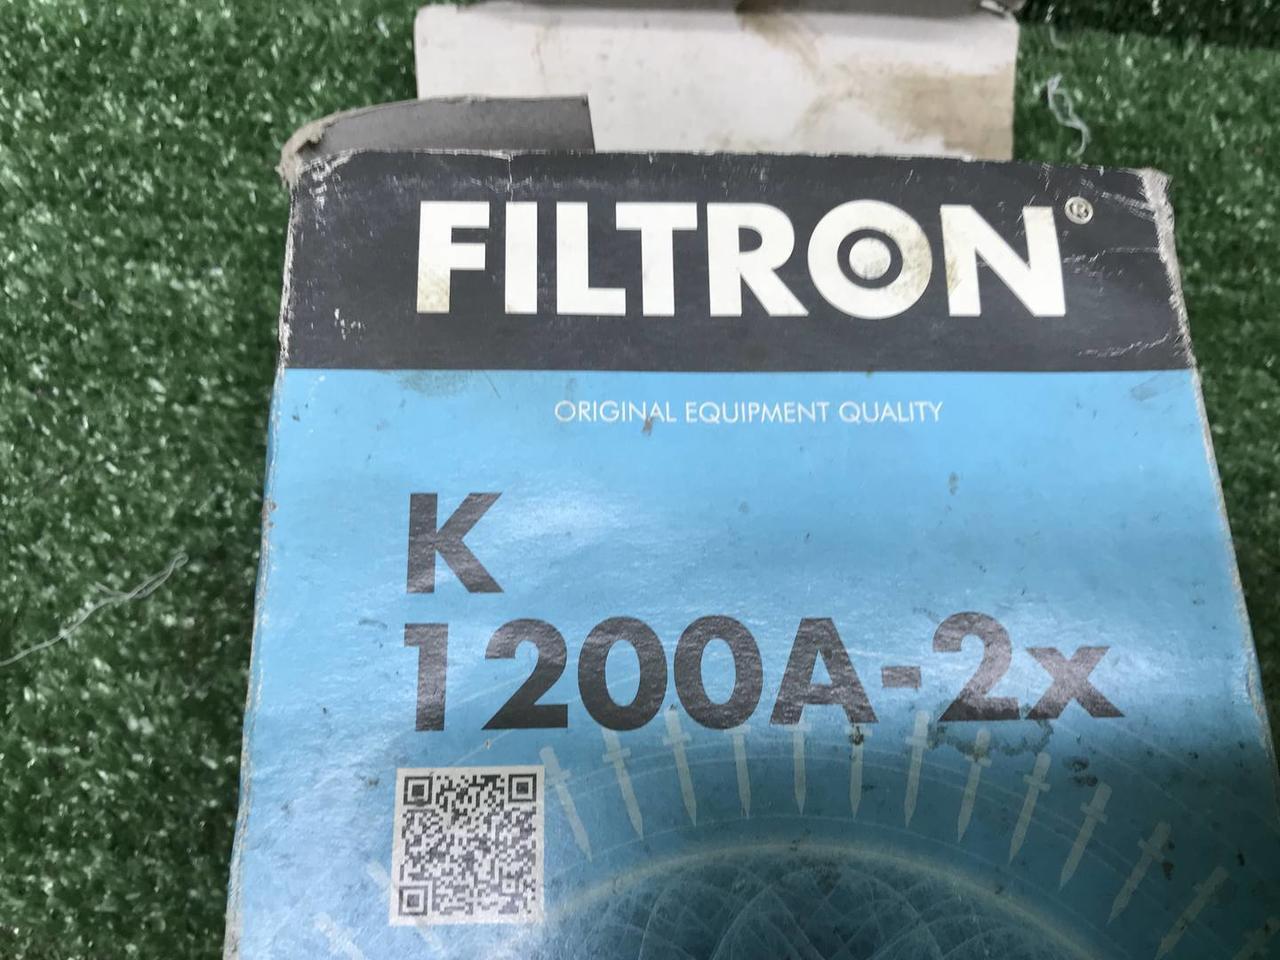 FILTRON®
ORIGINAL EQUIPMENT QUALITY
K
1200A-2x